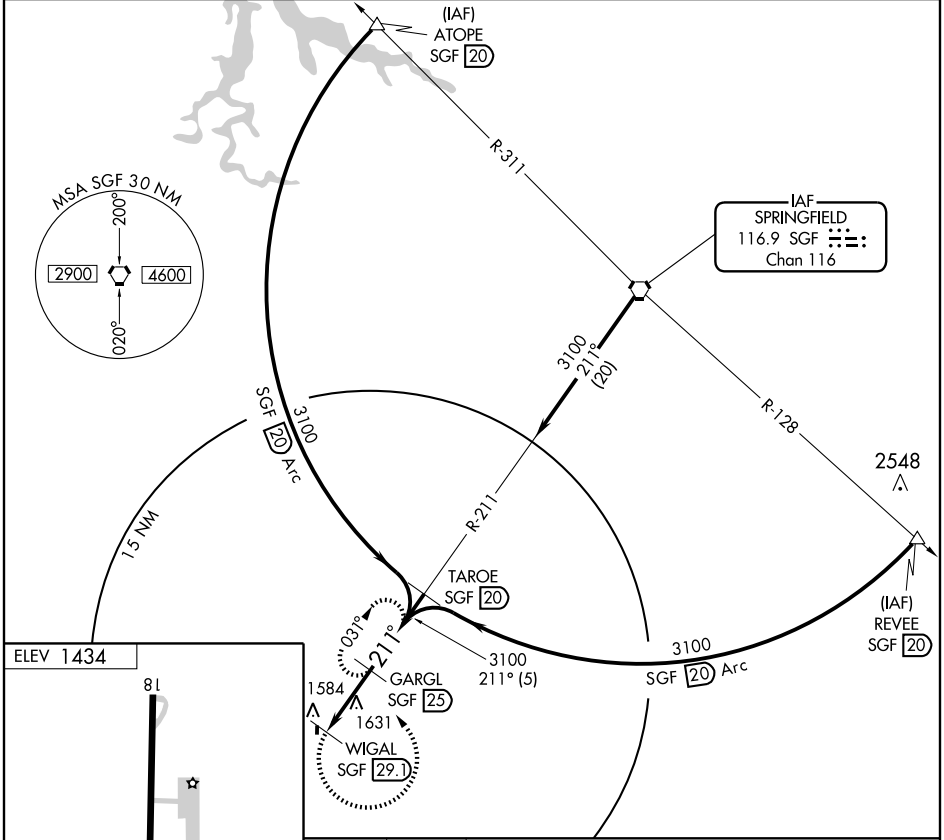 (IAF)
ATOPE
SGF 20
R-311
MSA SGF 30 NM
200°
2900
4600
020°
IAF
SPRINGFIELD
116.9 SGF
Chan 116
3100
211°
(20)
R-128
2548
SGF 20 Arc
3100
15 NM
R-211
TAROE
SGF 20
(IAF)
REVEE
SGF 20
031°
211°
3100
211° (5)
3100
SGF 20 Arc
ELEV 1434
18
1584
GARGL
SGF 25
1631
WIGAL
SGF 29.1